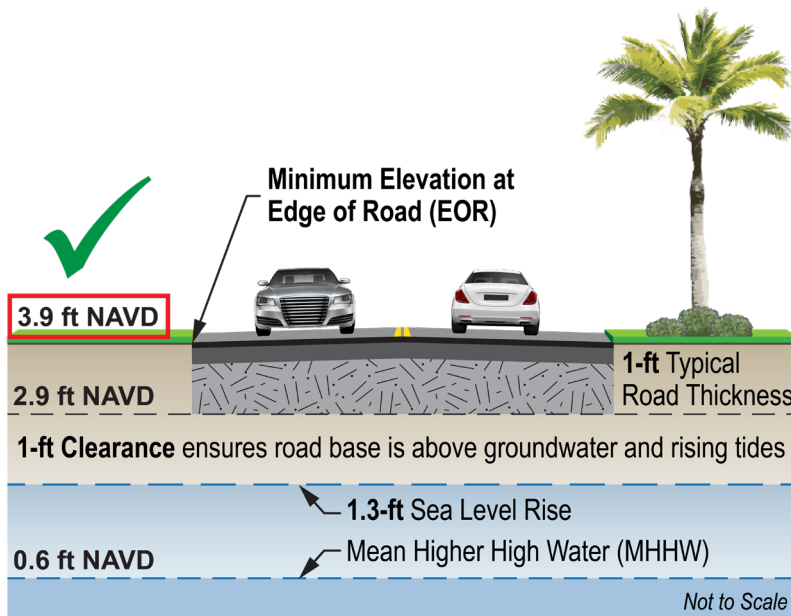 Minimum Elevation at
Edge of Road (EOR)
3.9 ft NAVD
1-ft Typical
Road Thickness
2.9 ft NAVD
1-ft Clearance ensures road base is above groundwater and rising tides
1.3-ft Sea Level Rise
Mean Higher High Water (MHHW)
0.6 ft NAVD
Not to Scale